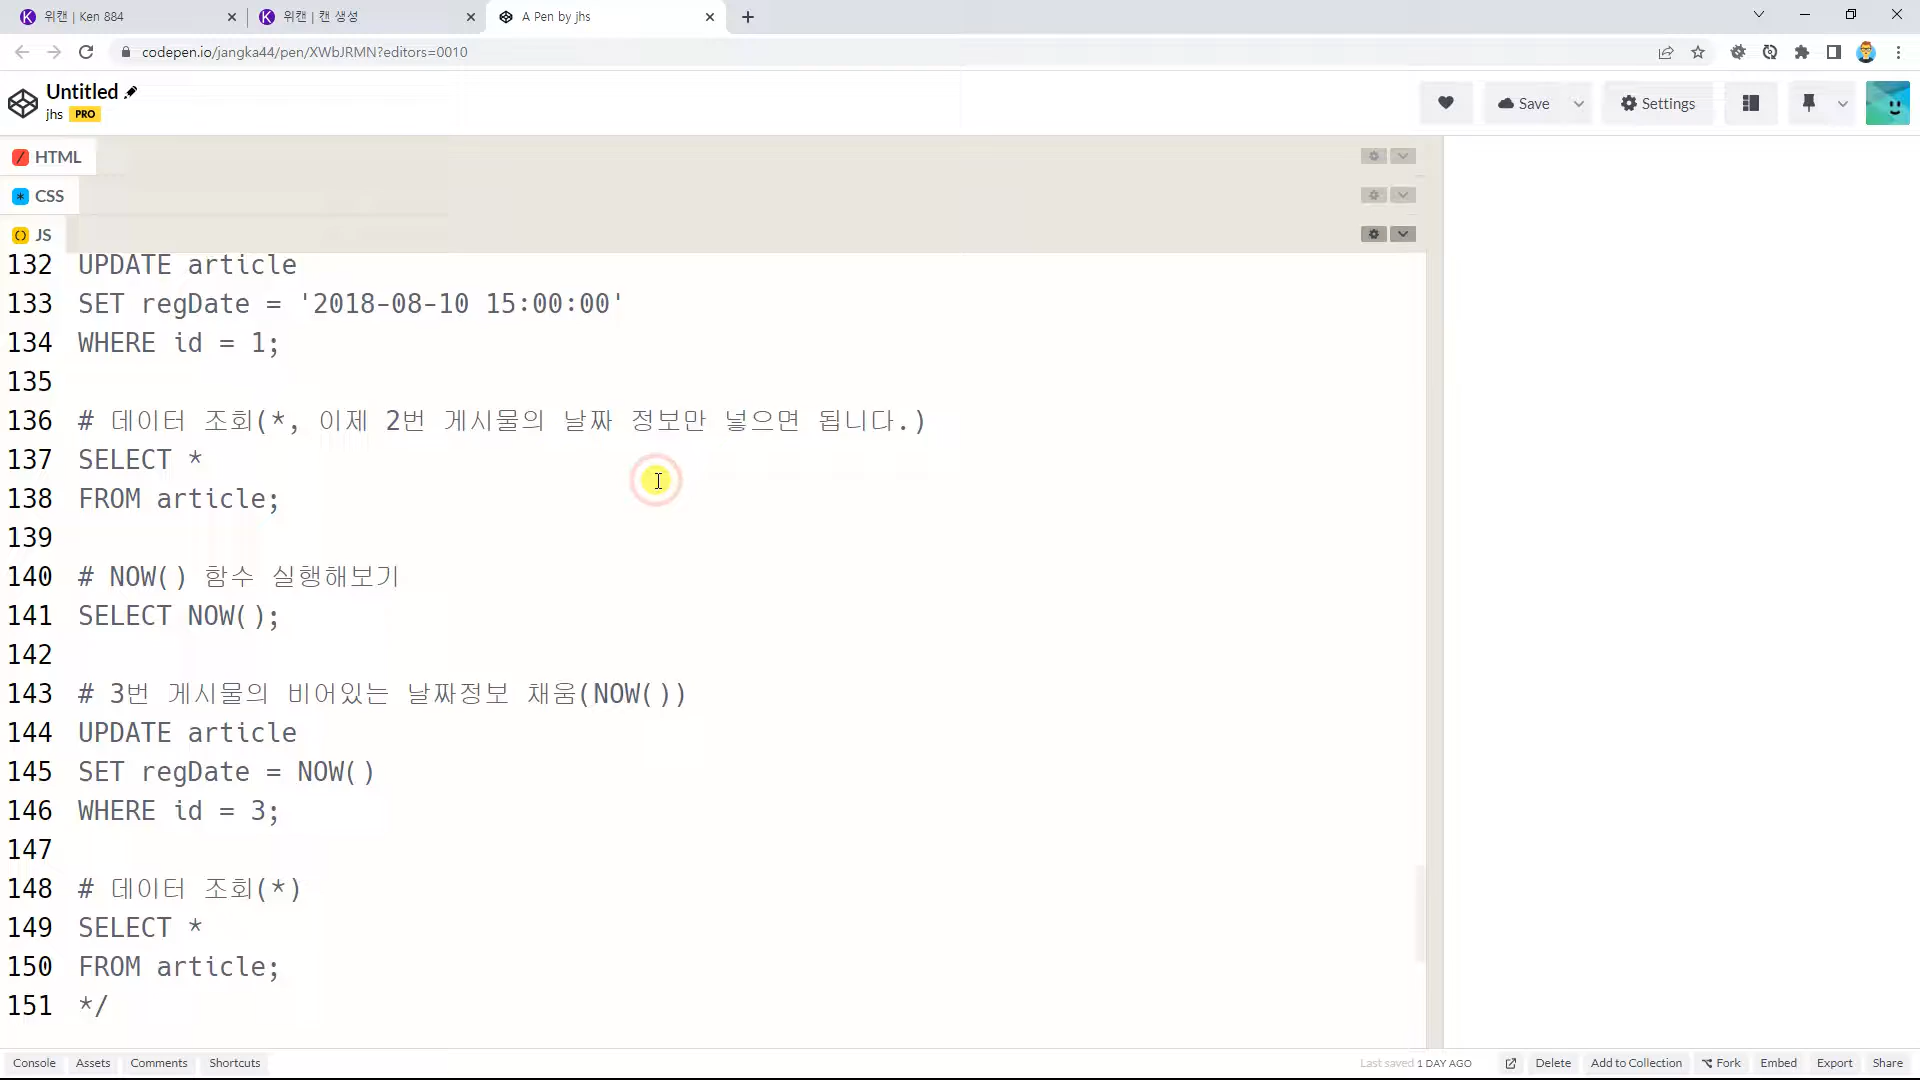 위캔 | Ken 884
위캔 | 캔 생성
A Pen by jhs
codepen.io/jangka44/pen/XWbJRMN?editors=0010
Untitled
jhs PRO
Save
Settings
HTML
CSS
JS
132 UPDATE article
133 SET regDate = '2018-08-10 15:00:00'
134 WHERE id = 1;
135
136 # 데이터 조회(*, 이제 2번 게시물의 날짜 정보만 넣으면 됩니다.)
137 SELECT *
138 FROM article;
139
140 # NOW() 함수 실행해보기
141 SELECT NOW();
142
143 # 3번 게시물의 비어있는 날짜정보 채움(NOW())
144 UPDATE article
145 SET regDate = NOW()
146 WHERE id = 3;
147
148 # 데이터 조회(*)
149 SELECT *
150 FROM article;
151 */
Console Assets Comments Shortcuts Last saved 1 DAY AGO Delete Add to Collection Fork Embed Export Share